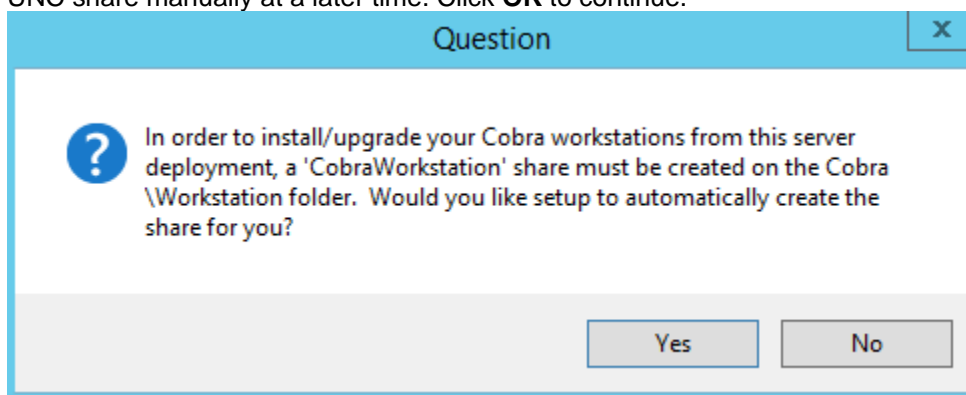 UNC share manually at a later time. Click OK to continue.
Question
x
In order to install/upgrade your Cobra workstations from this server
deployment, a 'CobraWorkstation' share must be created on the Cobra
\Workstation folder.  Would you like setup to automatically create the
share for you?
Yes
No